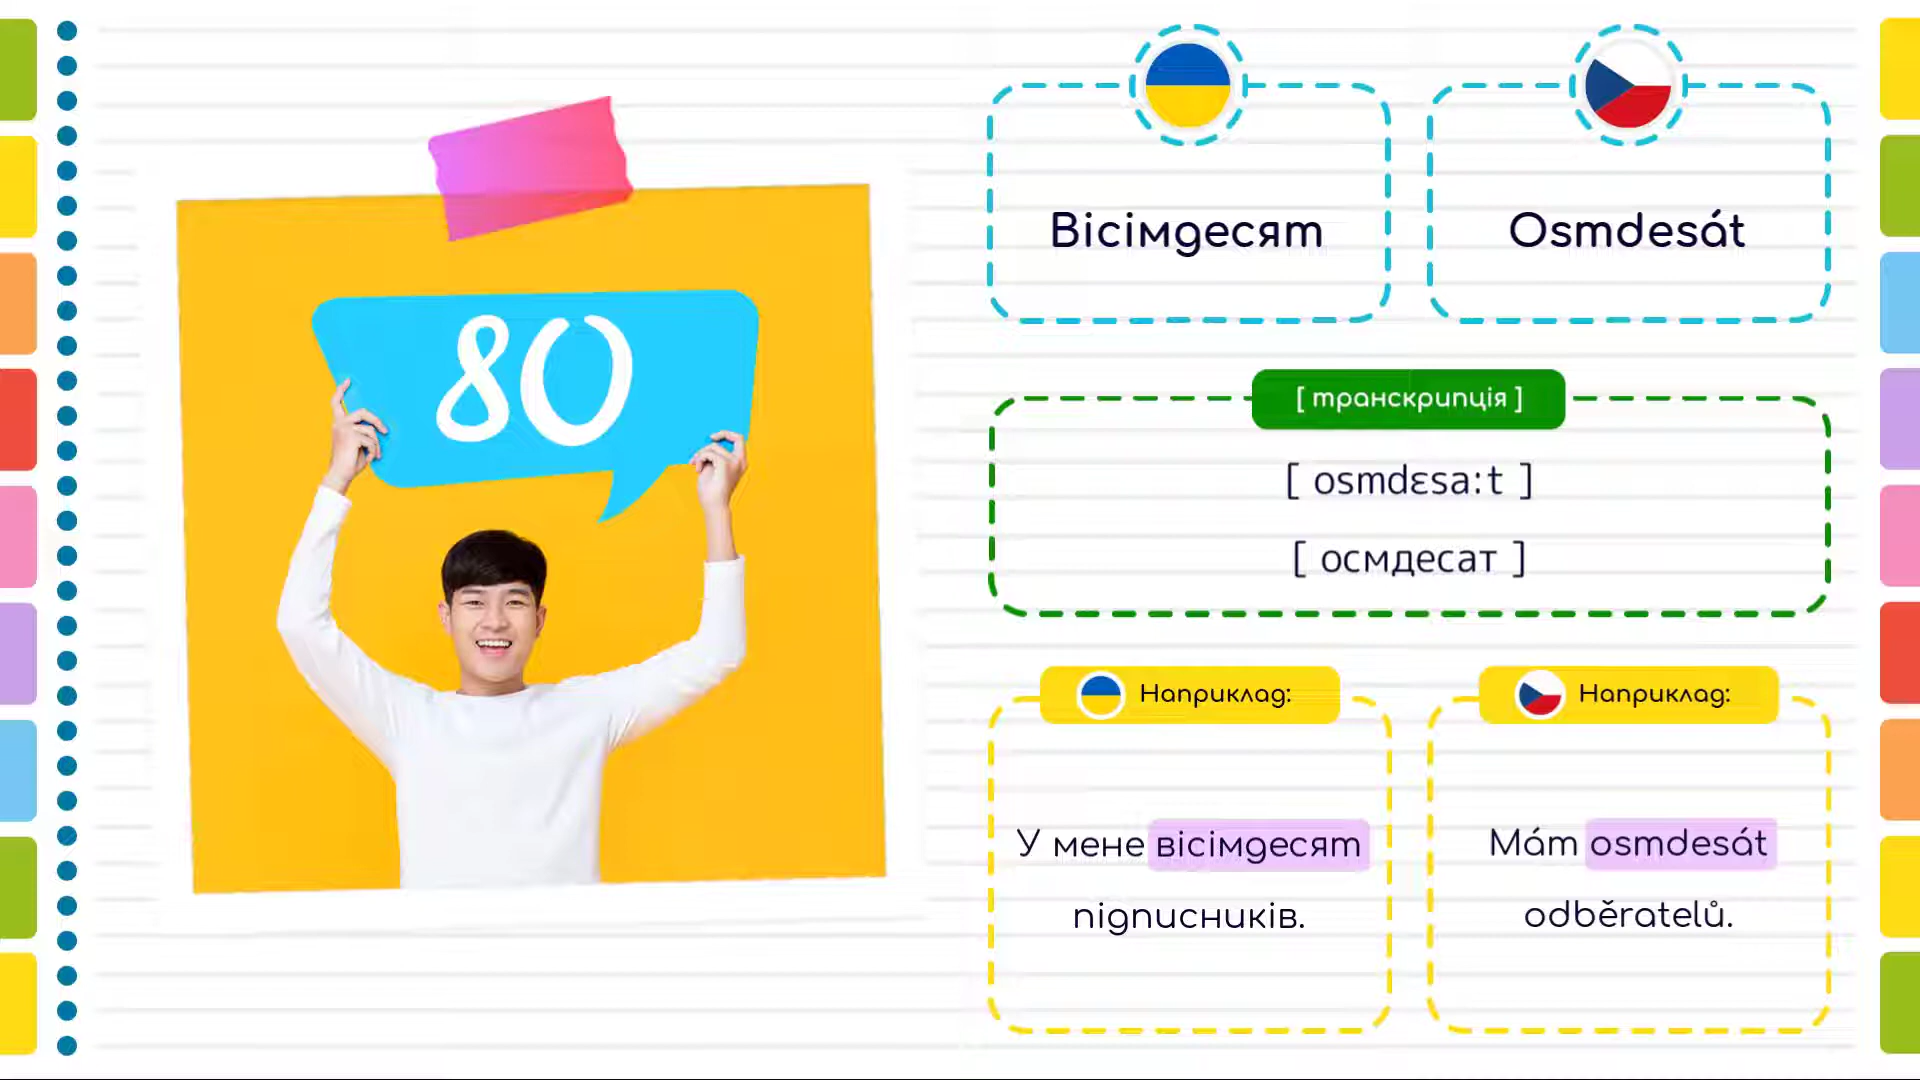 80
Вісімдесят
Osmdesát
[ транскрипція ]
[ osmdɛsa:t ]
[ осмдесат ]
Наприклад:
У мене вісімдесят
підписників.
Наприклад:
Mám osmdesát
odběratelů.